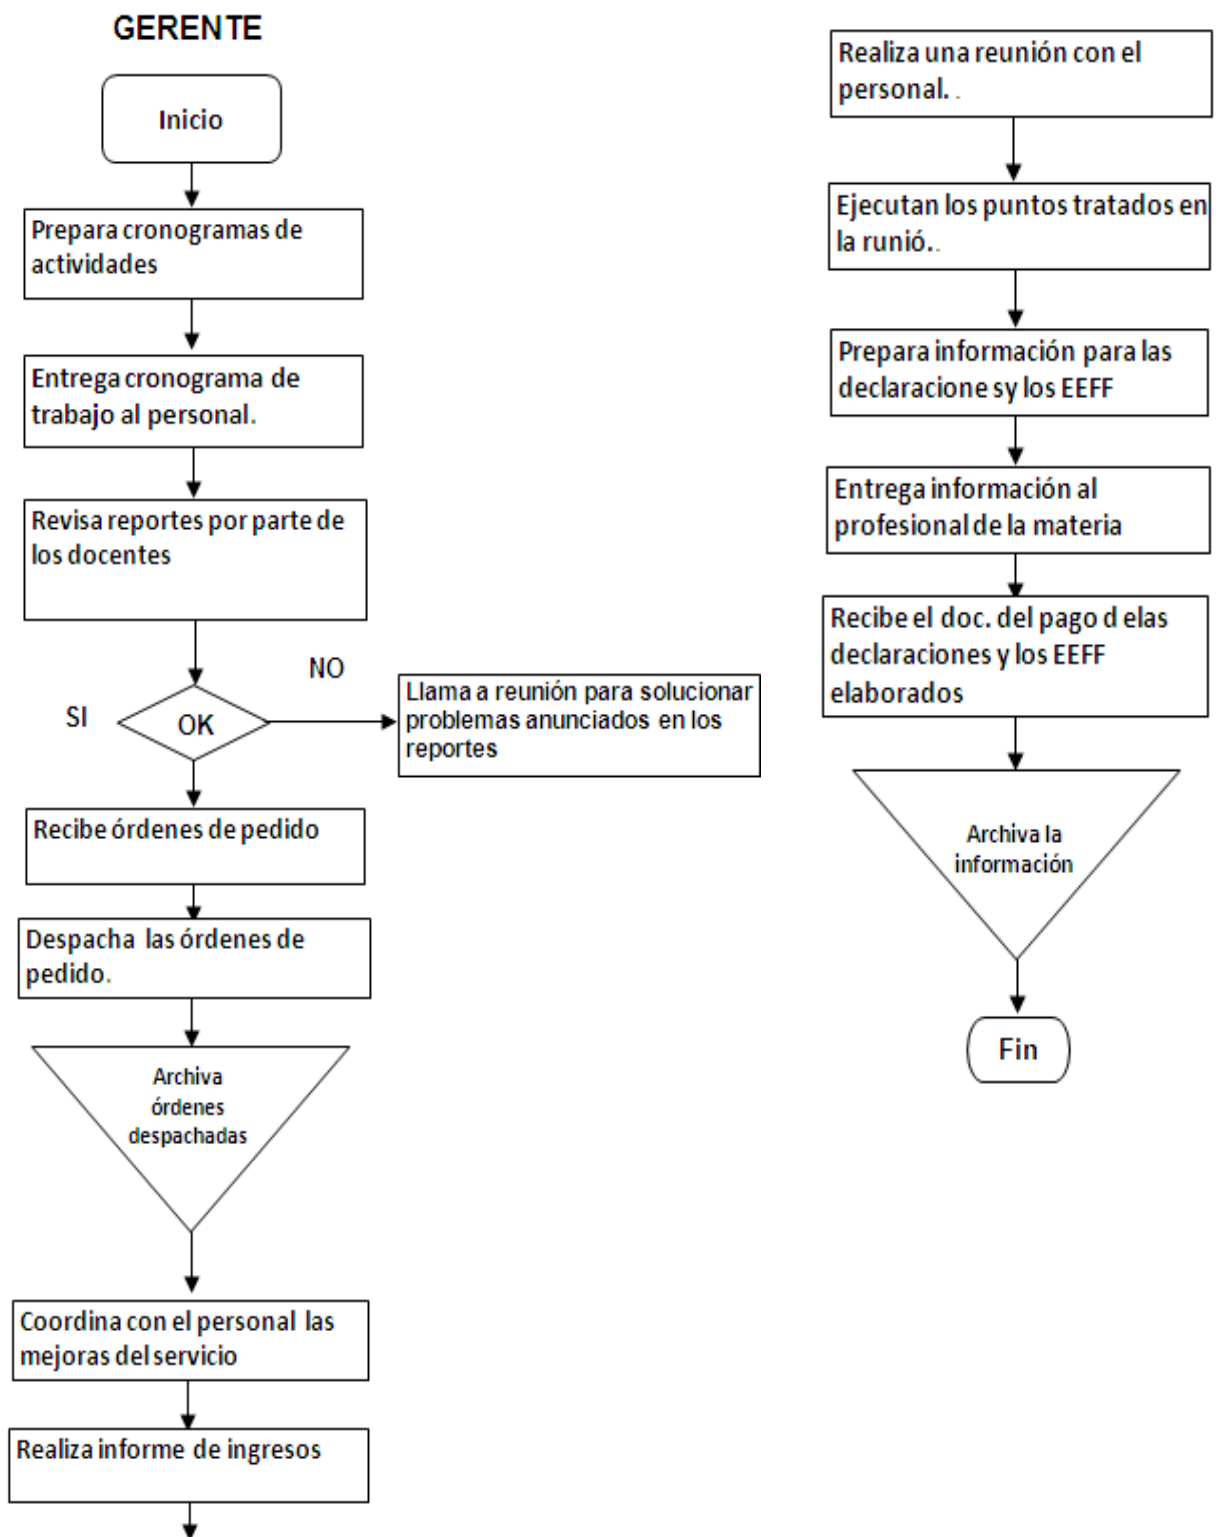 GERENTE
Inicio
Prepara cronogramas de
actividades
Entrega cronograma de
trabajo al personal.
Revisa reportes por parte de
los docentes
NO
SI
OK
Llama a reunión para solucionar
problemas anunciados en los
reportes
Recibe órdenes de pedido
Despacha las órdenes de
pedido.
Archiva
órdenes
despachadas
Coordina con el personal las
mejoras del servicio
Realiza informe de ingresos
Realiza una reunión con el
personal. .
Ejecutan los puntos tratados en
la runió. .
Prepara información para las
declaracione sy los EEFF
Entrega información al
profesional de la materia
Recibe el doc. del pago d elas
declaraciones y los EEFF
elaborados
Archiva la
información
Fin